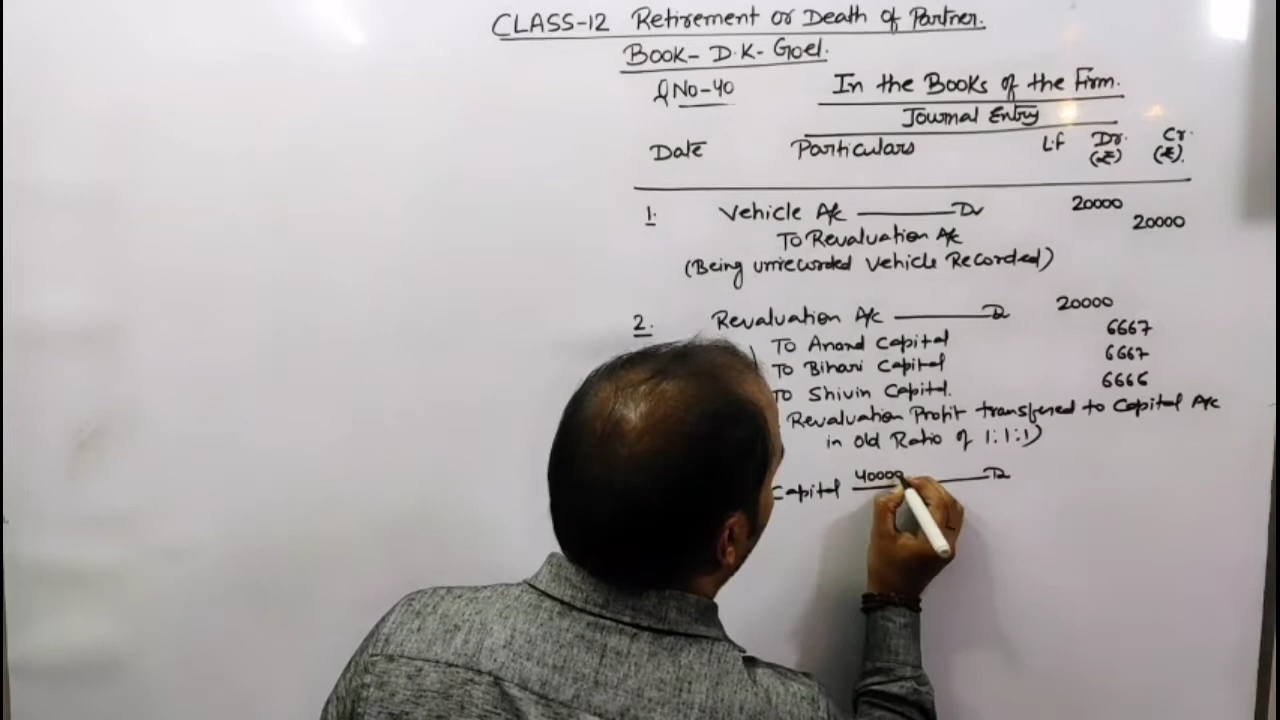 CLASS-12 Retirement or Death of Partner.
Book- D.K- Goel.
QNo-40 In the Books of the Firm.
Journal Entry
Date Particulars L.f Dr. (₹) Cr. (₹).
1. Vehicle A/c Dr 20000
To Revaluation A/c 20000
(Being unrecorded Vehicle Recorded)
2. Revaluation A/c Dr 20000
To Anand Capital 6667
To Bihari Capital 6667
To Shivin Capital. 6666
Revaluation Profit transfered to Capital A/c
in old Ratio of 1:1:1)
Capital 40000 Dr